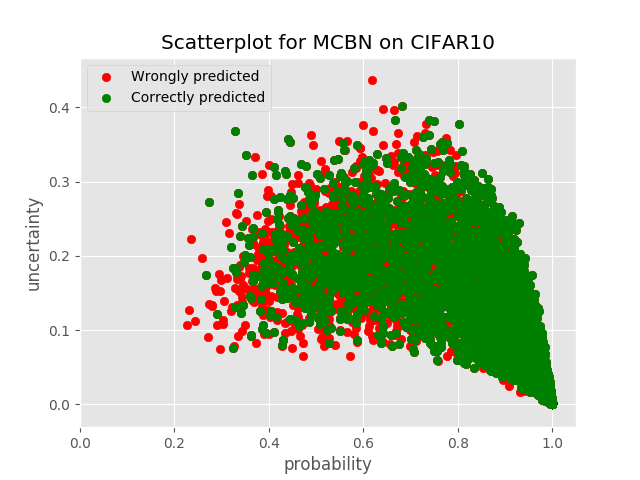 Scatterplot for MCBN on CIFAR10
Wrongly predicted
Correctly predicted
uncertainty
0.4
0.3
0.2
0.1
0.0
0.0 0.2 0.4 0.6 0.8 1.0
probability